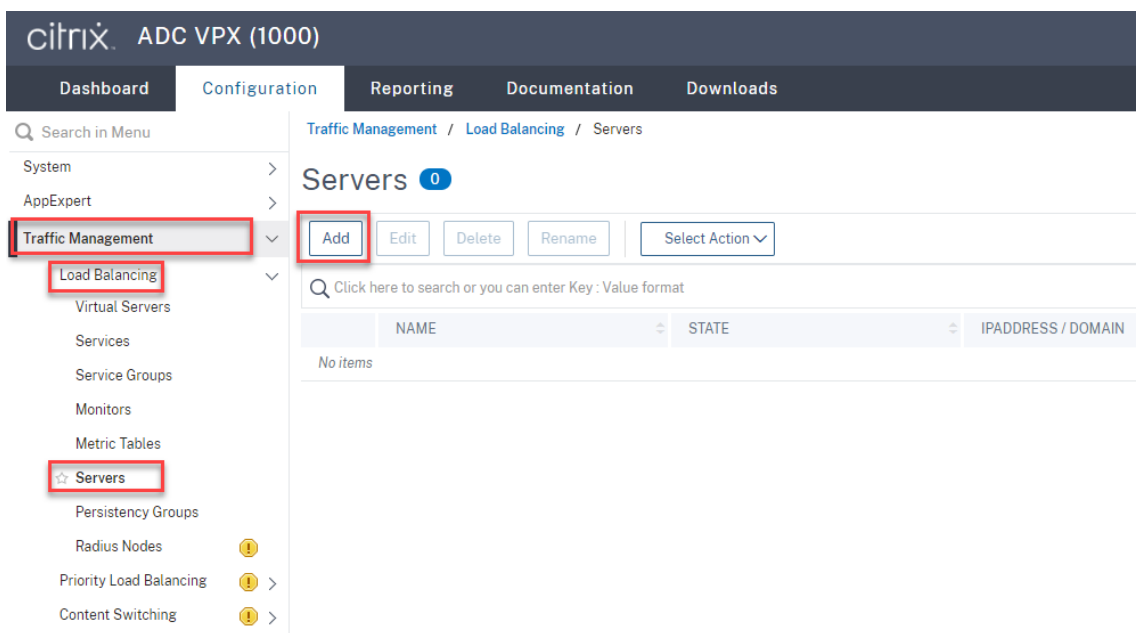 citrix. ADC VPX (1000)
Dashboard Configuration Reporting Documentation Downloads
Search in Menu
System
AppExpert
Traffic Management
Load Balancing
Virtual Servers
Services
Service Groups
Monitors
Metric Tables
Servers
Persistency Groups
Radius Nodes
Priority Load Balancing
Content Switching
Traffic Management / Load Balancing / Servers
Servers 0
Add Edit Delete Rename Select Action
Click here to search or you can enter Key : Value format
NAME STATE IPADDRESS / DOMAIN
No items